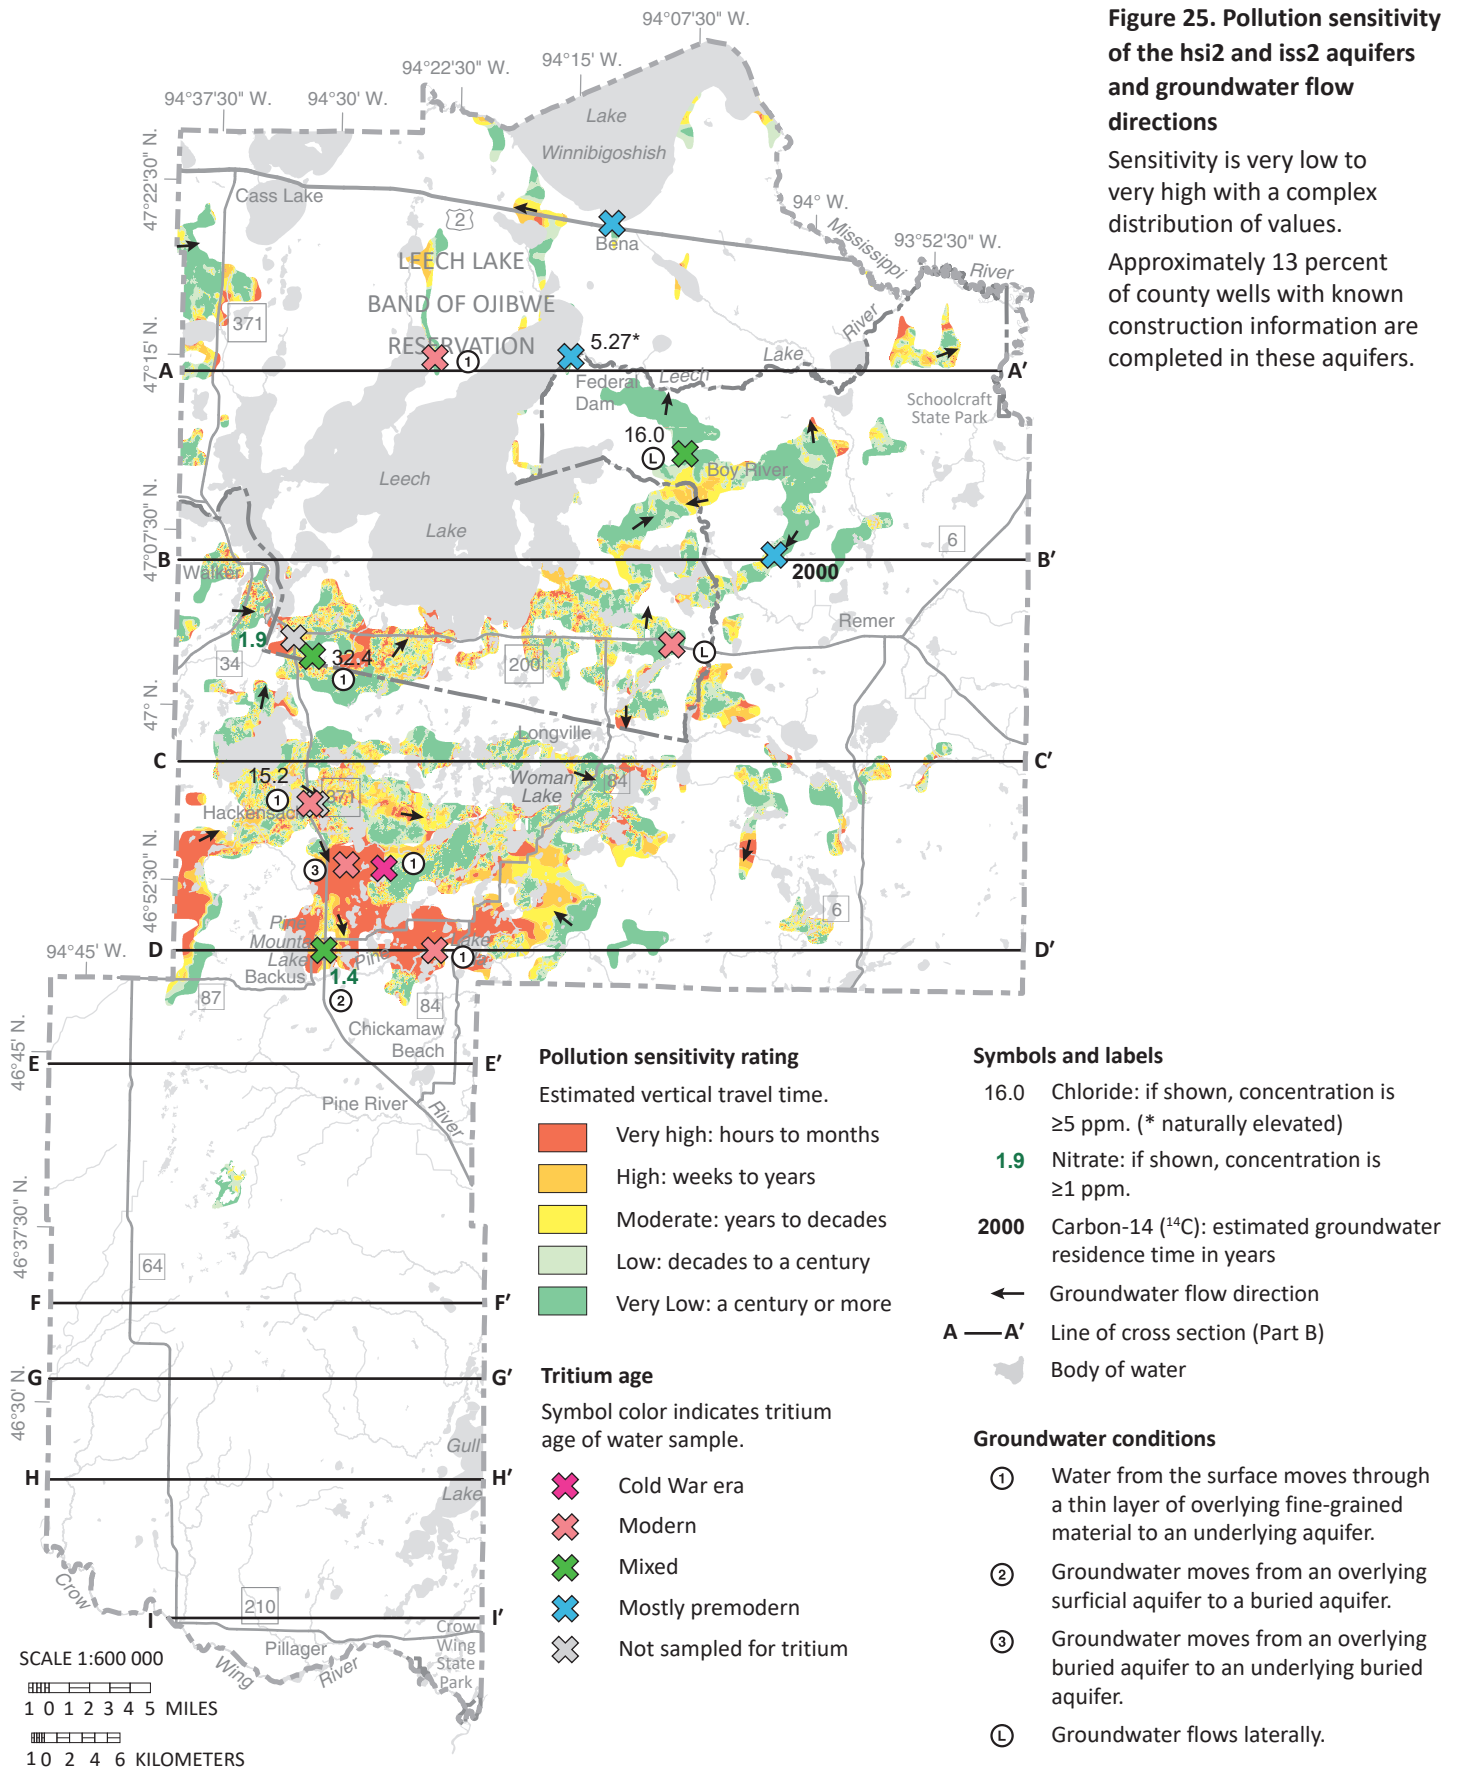 Figure 25. Pollution sensitivity
of the hsi2 and iss2 aquifers
and groundwater flow
directions
Sensitivity is very low to
very high with a complex
distribution of values.
Approximately 13 percent
of county wells with known
construction information are
completed in these aquifers.
94°07'30" W.
94°15' W.
94°22'30" W.
94°37'30" W.
94°30' W.
Lake
Winnibigoshish
47°22'30" N.
Cass Lake
2
94° W.
Bena
Mississippi
93°52'30" W.
River
LEECH LAKE
BAND OF OJIBWE
RESERVATION
371
47°15' N.
1
5.27*
River
Lake
Leech
A
A'
Federal
Dam
Schoolcraft
State Park
16.0
L
Boy River
Leech
Lake
47°07'30" N.
6
B
B'
Walker
2000
Remer
1.9
34
32.4
1
200
L
47° N.
Longville
C
C'
15.2
1
371
Woman
Lake
84
Hackensack
3
1
46°52'30" N.
6
Pine
Mount
Lake
94°45' W.
D
D'
Pine
Lake
1
Backus
1.4
87
2
84
Chickamaw
Beach
46°45' N.
E
E'
Pine River
River
46°37'30" N.
64
F
F'
46°30' N.
G
G'
Gull
Lake
H
H'
Crow
I
210
I'
Pillager
Wing
River
Crow
Wing
State
Park
SCALE 1:600 000
1 0 1 2 3 4 5 MILES
1 0 2 4 6 KILOMETERS
Pollution sensitivity rating
Estimated vertical travel time.
Very high: hours to months
High: weeks to years
Moderate: years to decades
Low: decades to a century
Very Low: a century or more
Tritium age
Symbol color indicates tritium
age of water sample.
Cold War era
Modern
Mixed
Mostly premodern
Not sampled for tritium
Symbols and labels
16.0 Chloride: if shown, concentration is
≥5 ppm. (* naturally elevated)
1.9 Nitrate: if shown, concentration is
≥1 ppm.
2000 Carbon-14 (¹⁴C): estimated groundwater
residence time in years
Groundwater flow direction
A A' Line of cross section (Part B)
Body of water
Groundwater conditions
1 Water from the surface moves through
a thin layer of overlying fine-grained
material to an underlying aquifer.
2 Groundwater moves from an overlying
surficial aquifer to a buried aquifer.
3 Groundwater moves from an overlying
buried aquifer to an underlying buried
aquifer.
L Groundwater flows laterally.